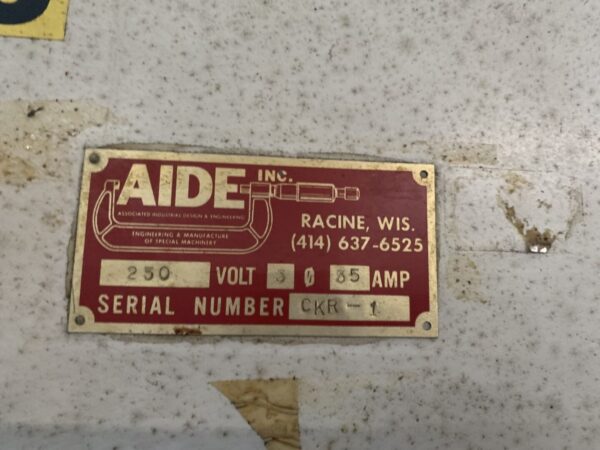 AIDE INC.
ASSOCIATED INDUSTRIAL DESIGN & ENGINEERING
ENGINEERING & MANUFACTURE
OF SPECIAL MACHINERY
RACINE, WIS.
(414) 637-6525
230 VOLT 3 Ø 35 AMP
SERIAL NUMBER CKR-1